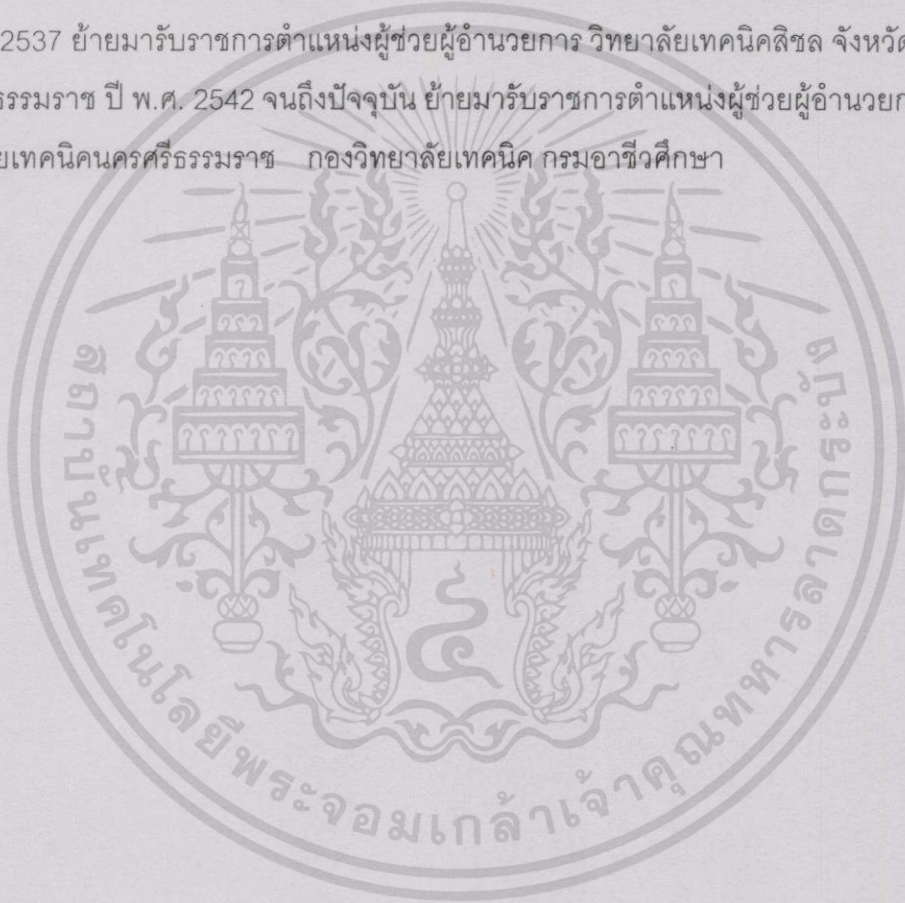 2537 ย้ายมารับราชการตำแหน่งผู้ช่วยผู้อำนวยการ วิทยาลัยเทคนิคสิชล จังหวัด
ธรรมราช ปี พ.ศ. 2542 จนถึงปัจจุบัน ย้ายมารับราชการตำแหน่งผู้ช่วยผู้อำนวยก
ยเทคนิคนครศรีธรรมราช กองวิทยาลัยเทคนิค กรมอาชีวศึกษา
สถาบันเทคโนโลยีพระจอมเกล้าเจ้าคุณทหารลาดกระบัง
๔